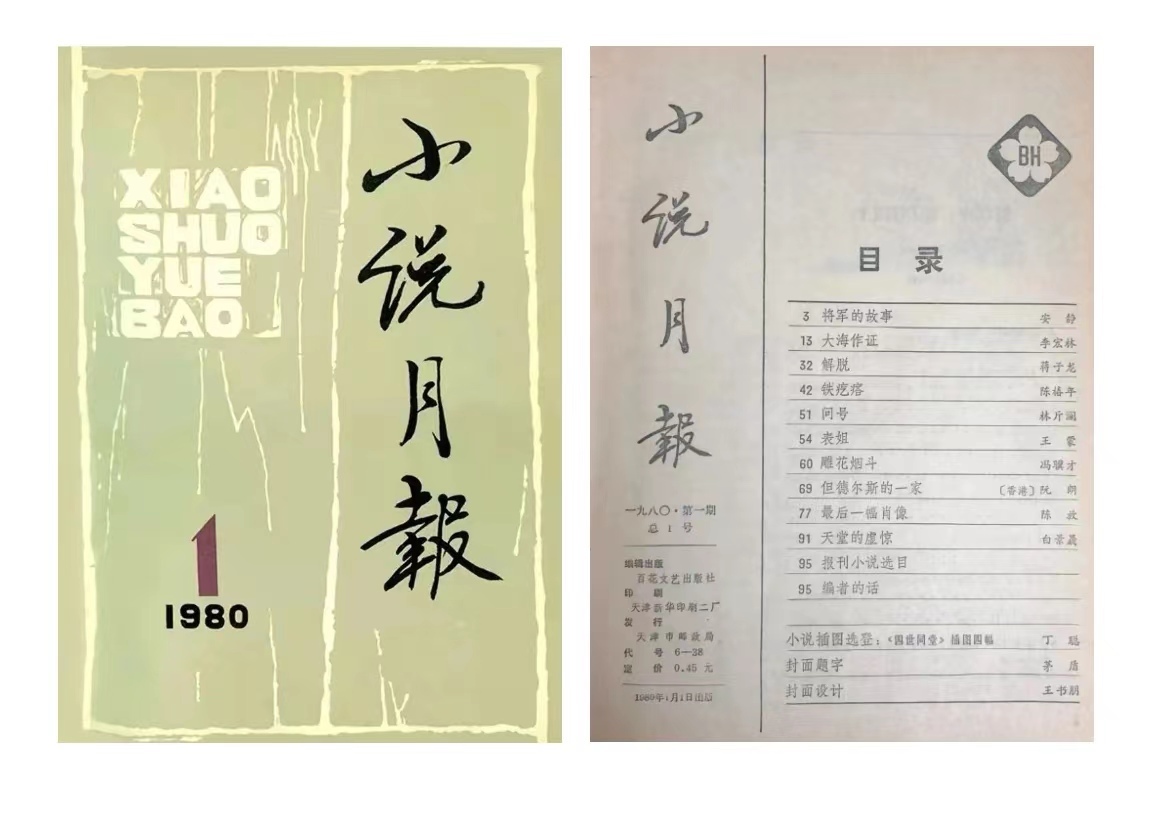 XIAO
SHUO
YUE
BAO
小说月報
1
1980
小说月報
一九八〇·第一期
总1号
编辑出版
百花文艺出版社
印刷
天津新华印刷二厂
发行
天津市邮政局
代号 6—38
定价 0.45元
1980年1月1日出版
BH
目录
3 将军的故事 安静
13 大海作证 李宏林
32 解脱 蒋子龙
42 铁疙瘩 陈椿年
51 问号 林斤澜
54 表姐 王蒙
60 雕花烟斗 冯骥才
69 但德尔斯的一家 〔香港〕阮朗
77 最后一幅肖像 陈放
91 天堂的虚惊 白景晟
95 报刊小说选目
95 编者的话
小说插图选登：《四世同堂》插图四幅 丁聪
封面题字 茅盾
封面设计 王书朋